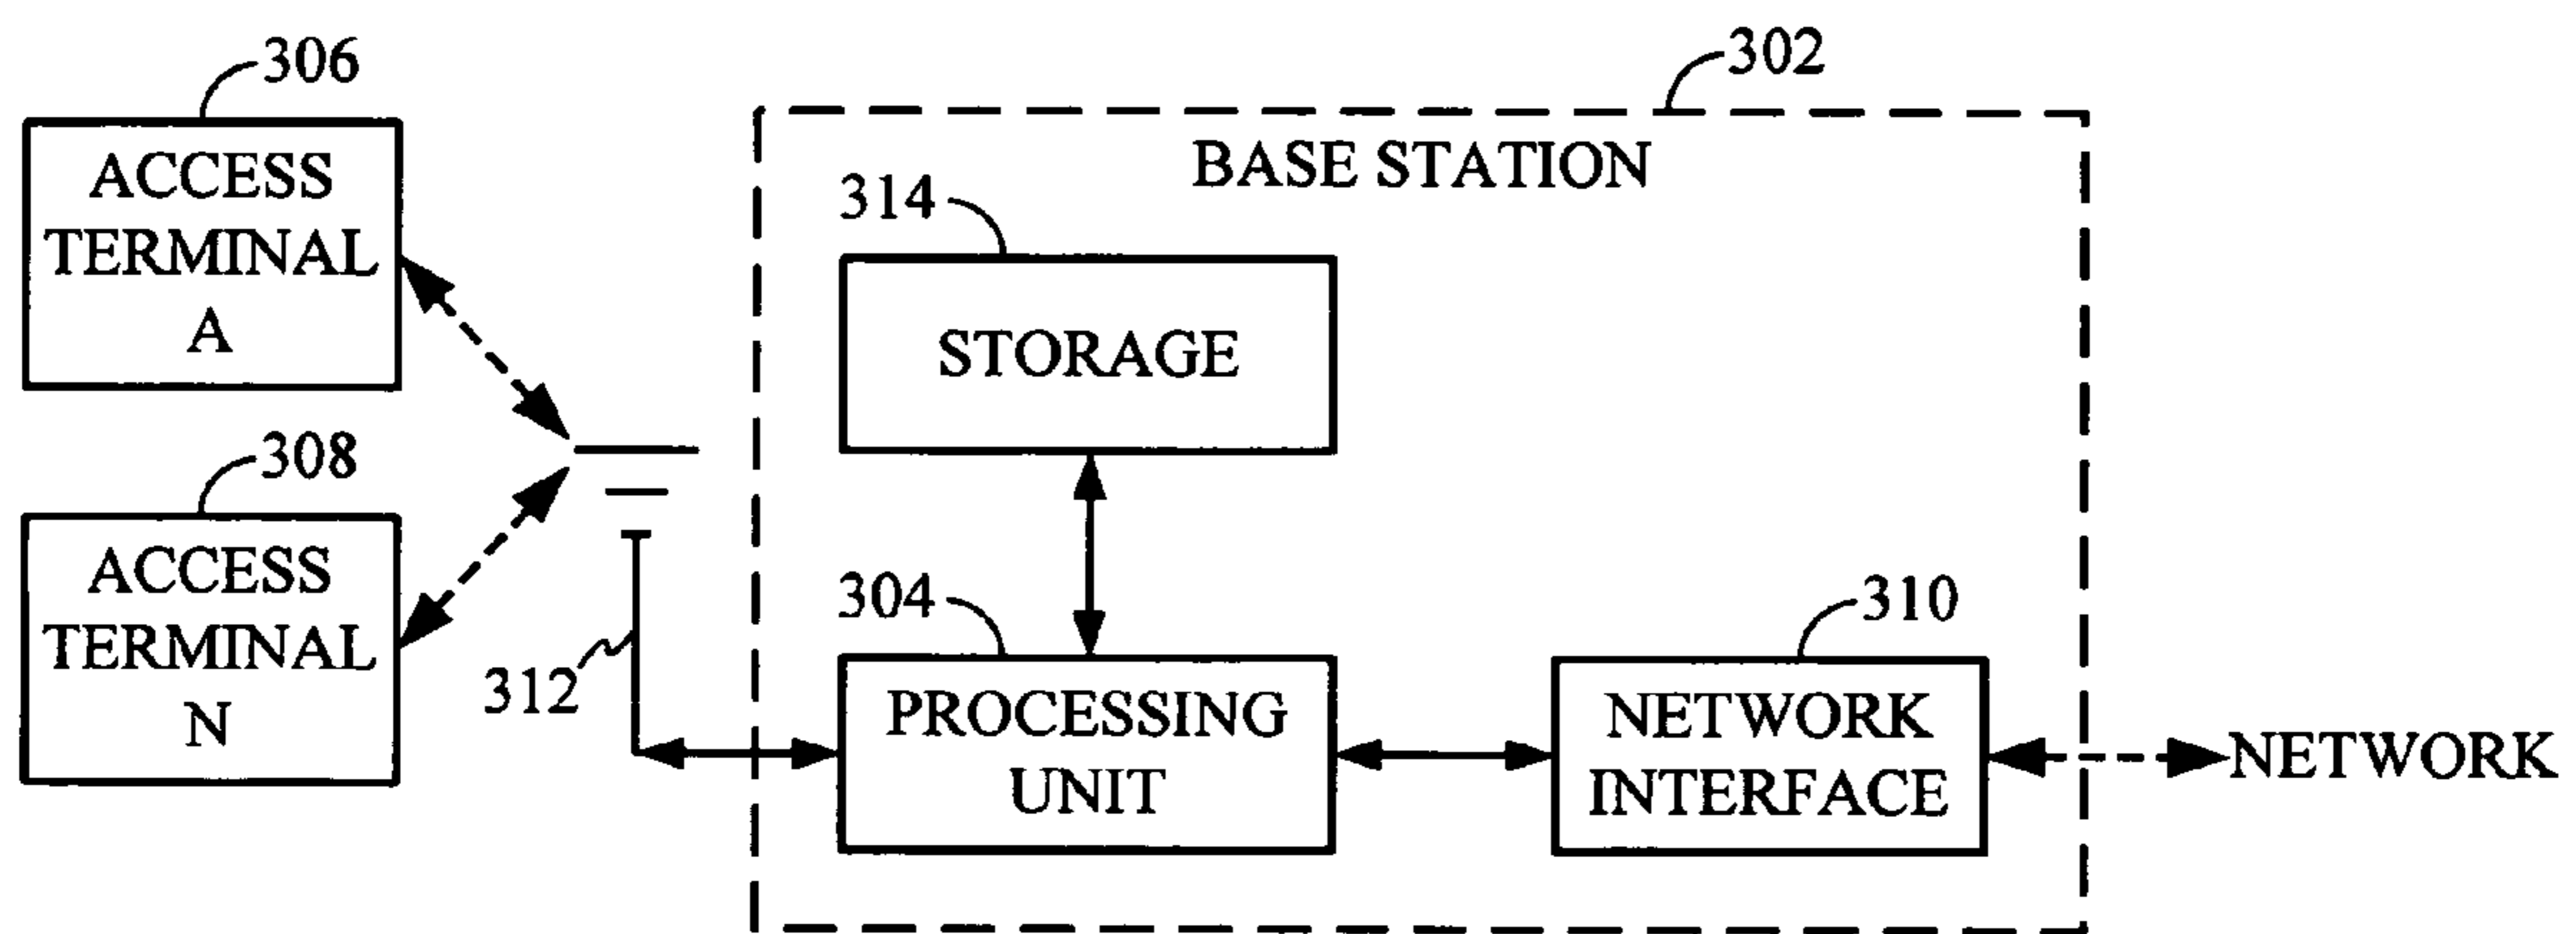 306
ACCESS
TERMINAL
A
308
ACCESS
TERMINAL
N
312
302
BASE STATION
314
STORAGE
304
PROCESSING
UNIT
310
NETWORK
INTERFACE
NETWORK